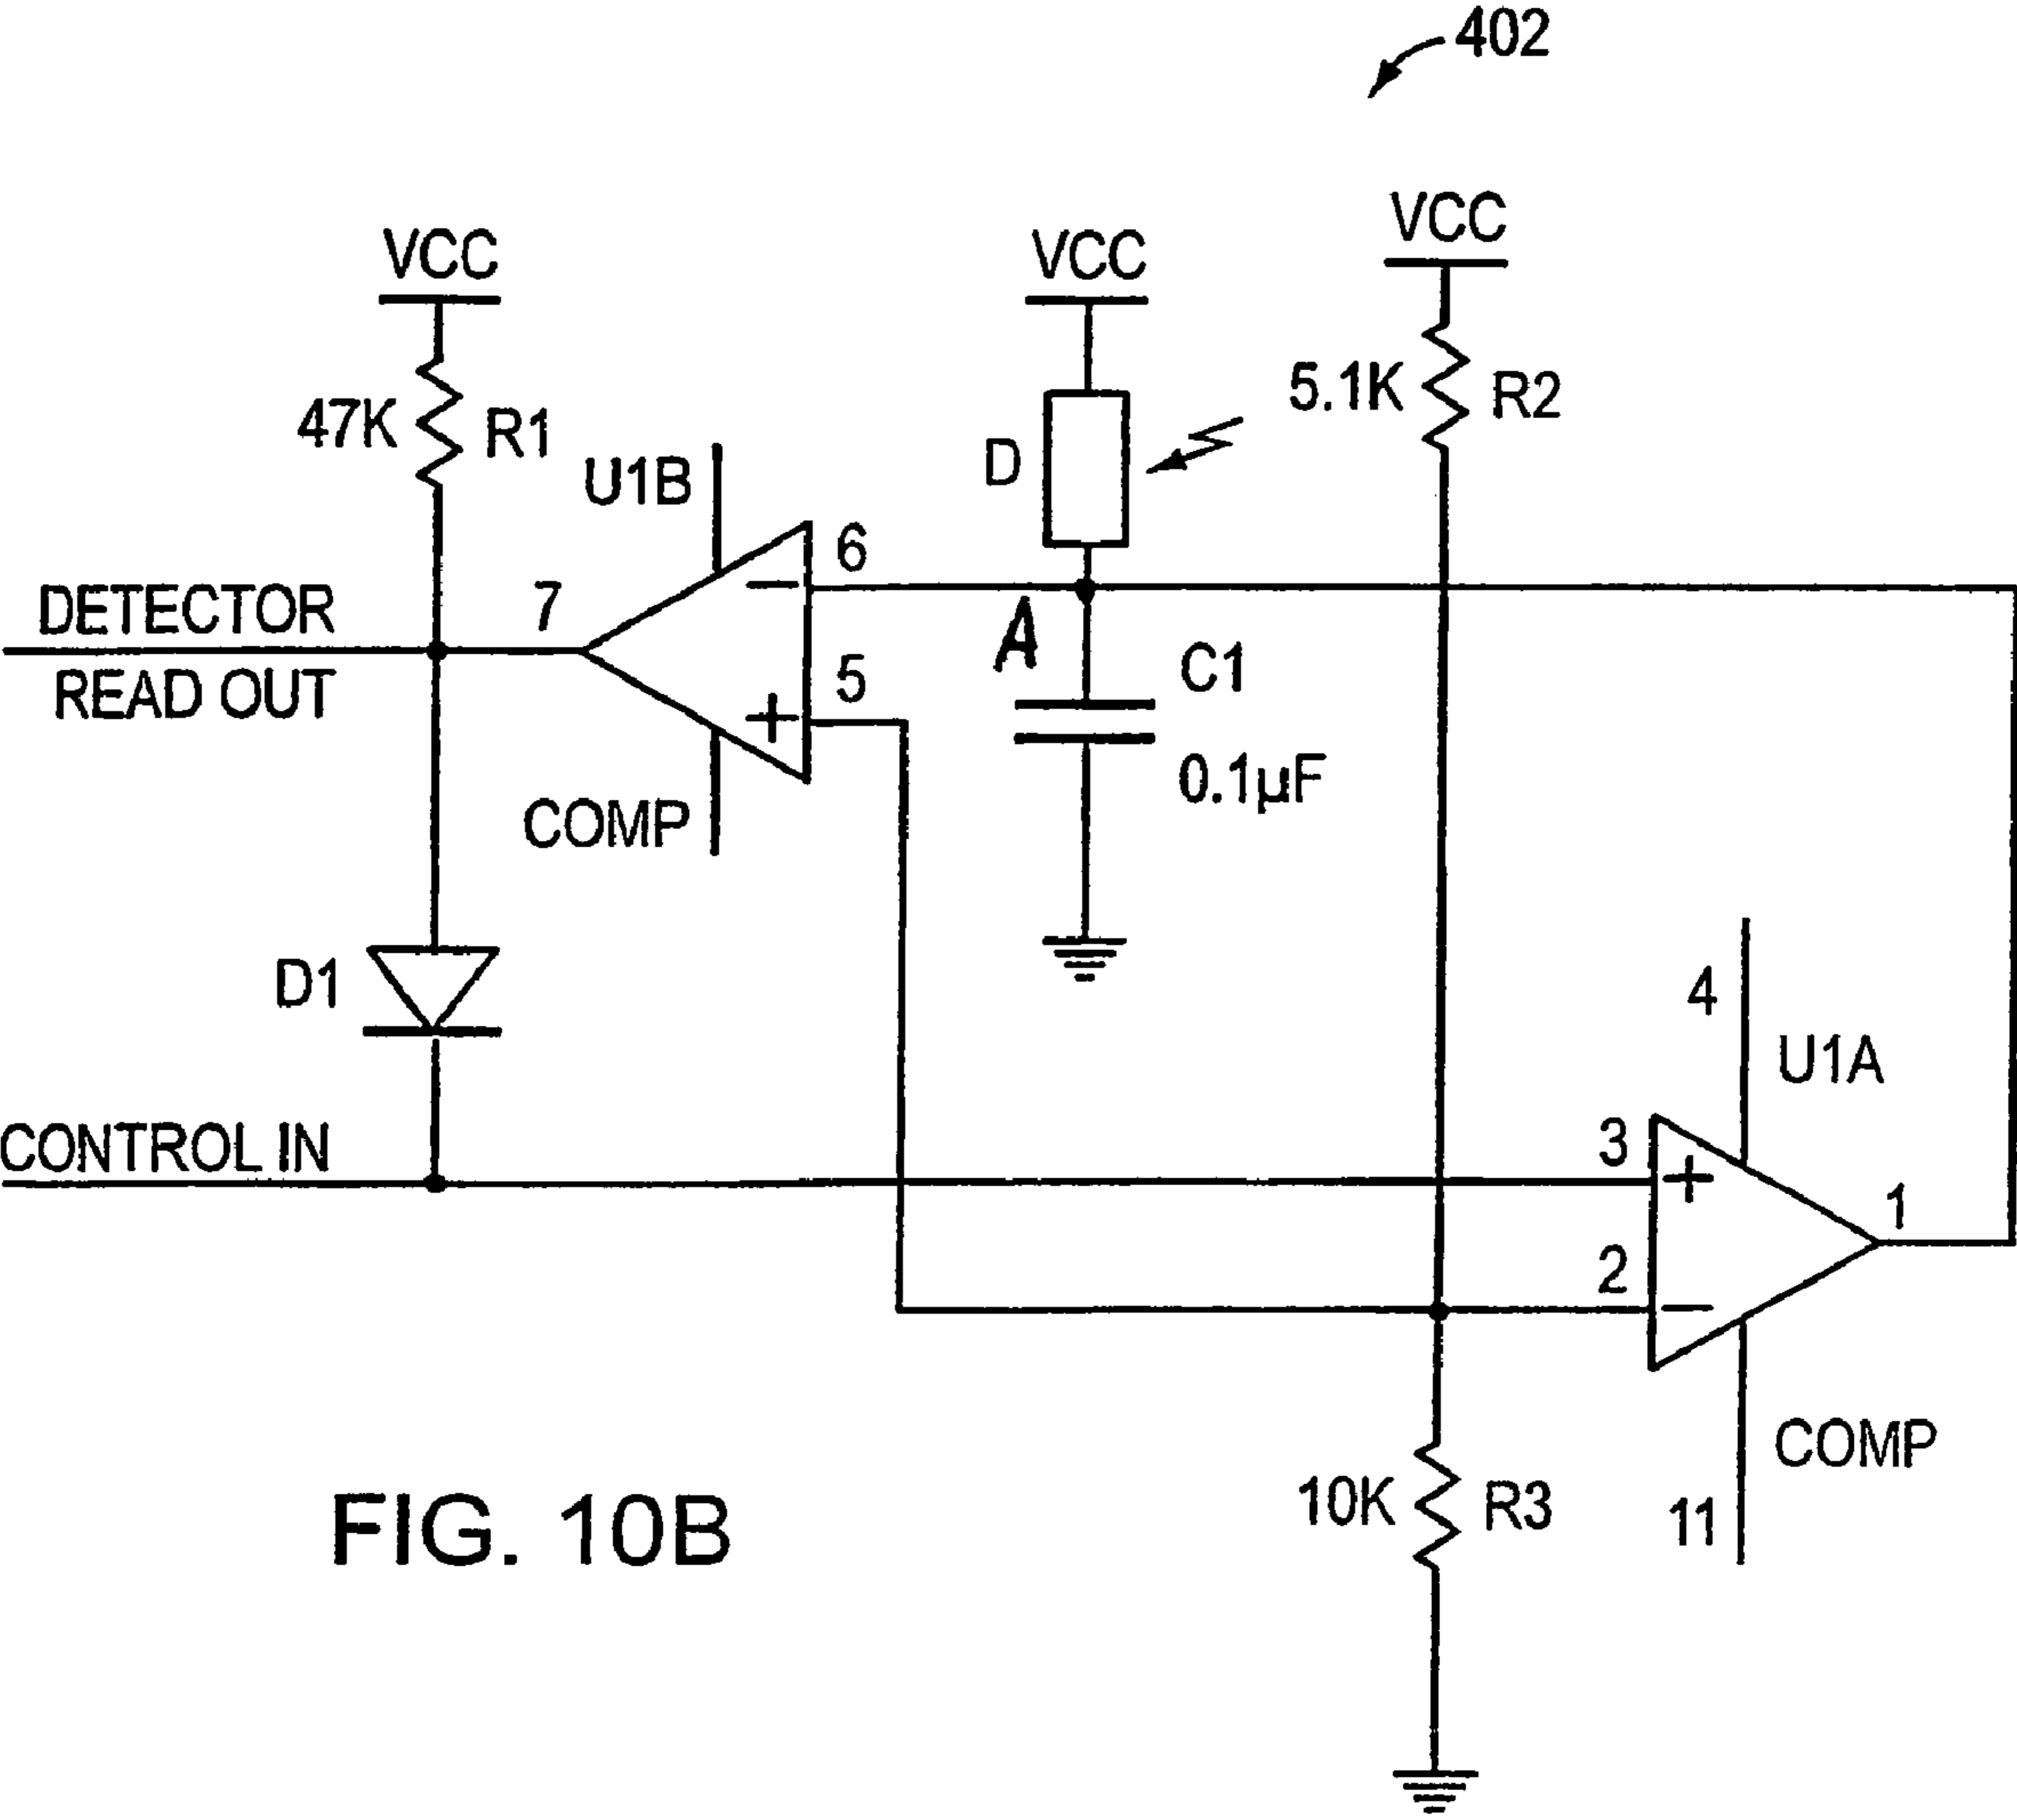 402
VCC
VCC
VCC
47K
R1
U1B
D
5.1K
R2
6
DETECTOR
7
READ OUT
A
5
C1
COMP
0.1µF
D1
4
U1A
CONTROL IN
3
+
1
2
−
−
+
COMP
10K
R3
11
FIG. 10B